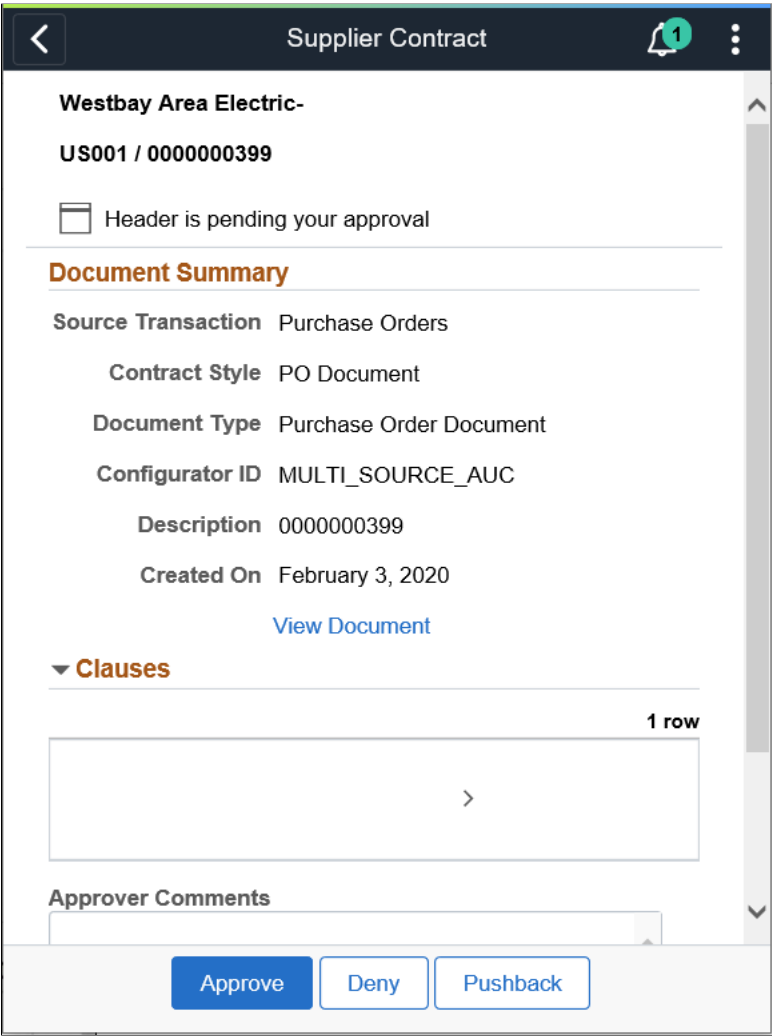 Supplier Contract
1
Westbay Area Electric-
US001 / 0000000399
Header is pending your approval
Document Summary
Source Transaction Purchase Orders
Contract Style PO Document
Document Type Purchase Order Document
Configurator ID MULTI_SOURCE_AUC
Description 0000000399
Created On February 3, 2020
View Document
Clauses
1 row
Approver Comments
Approve Deny Pushback